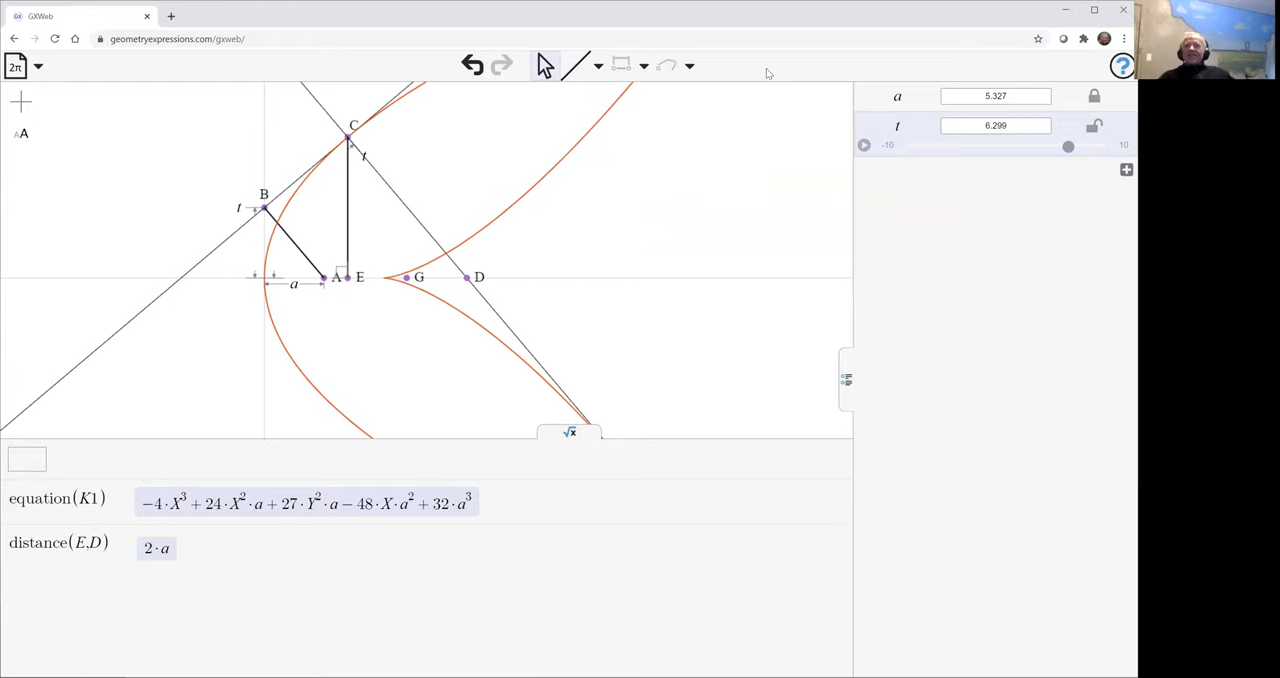 GXWeb
geometryexpressions.com/gxweb/
2π
?
AA
C
t
B
t
A E G D
a
a 5.327
t 6.299
-10 10
√x
equation(K1) −4·X³+24·X²·a+27·Y²·a−48·X·a²+32·a³
distance(E,D) 2·a